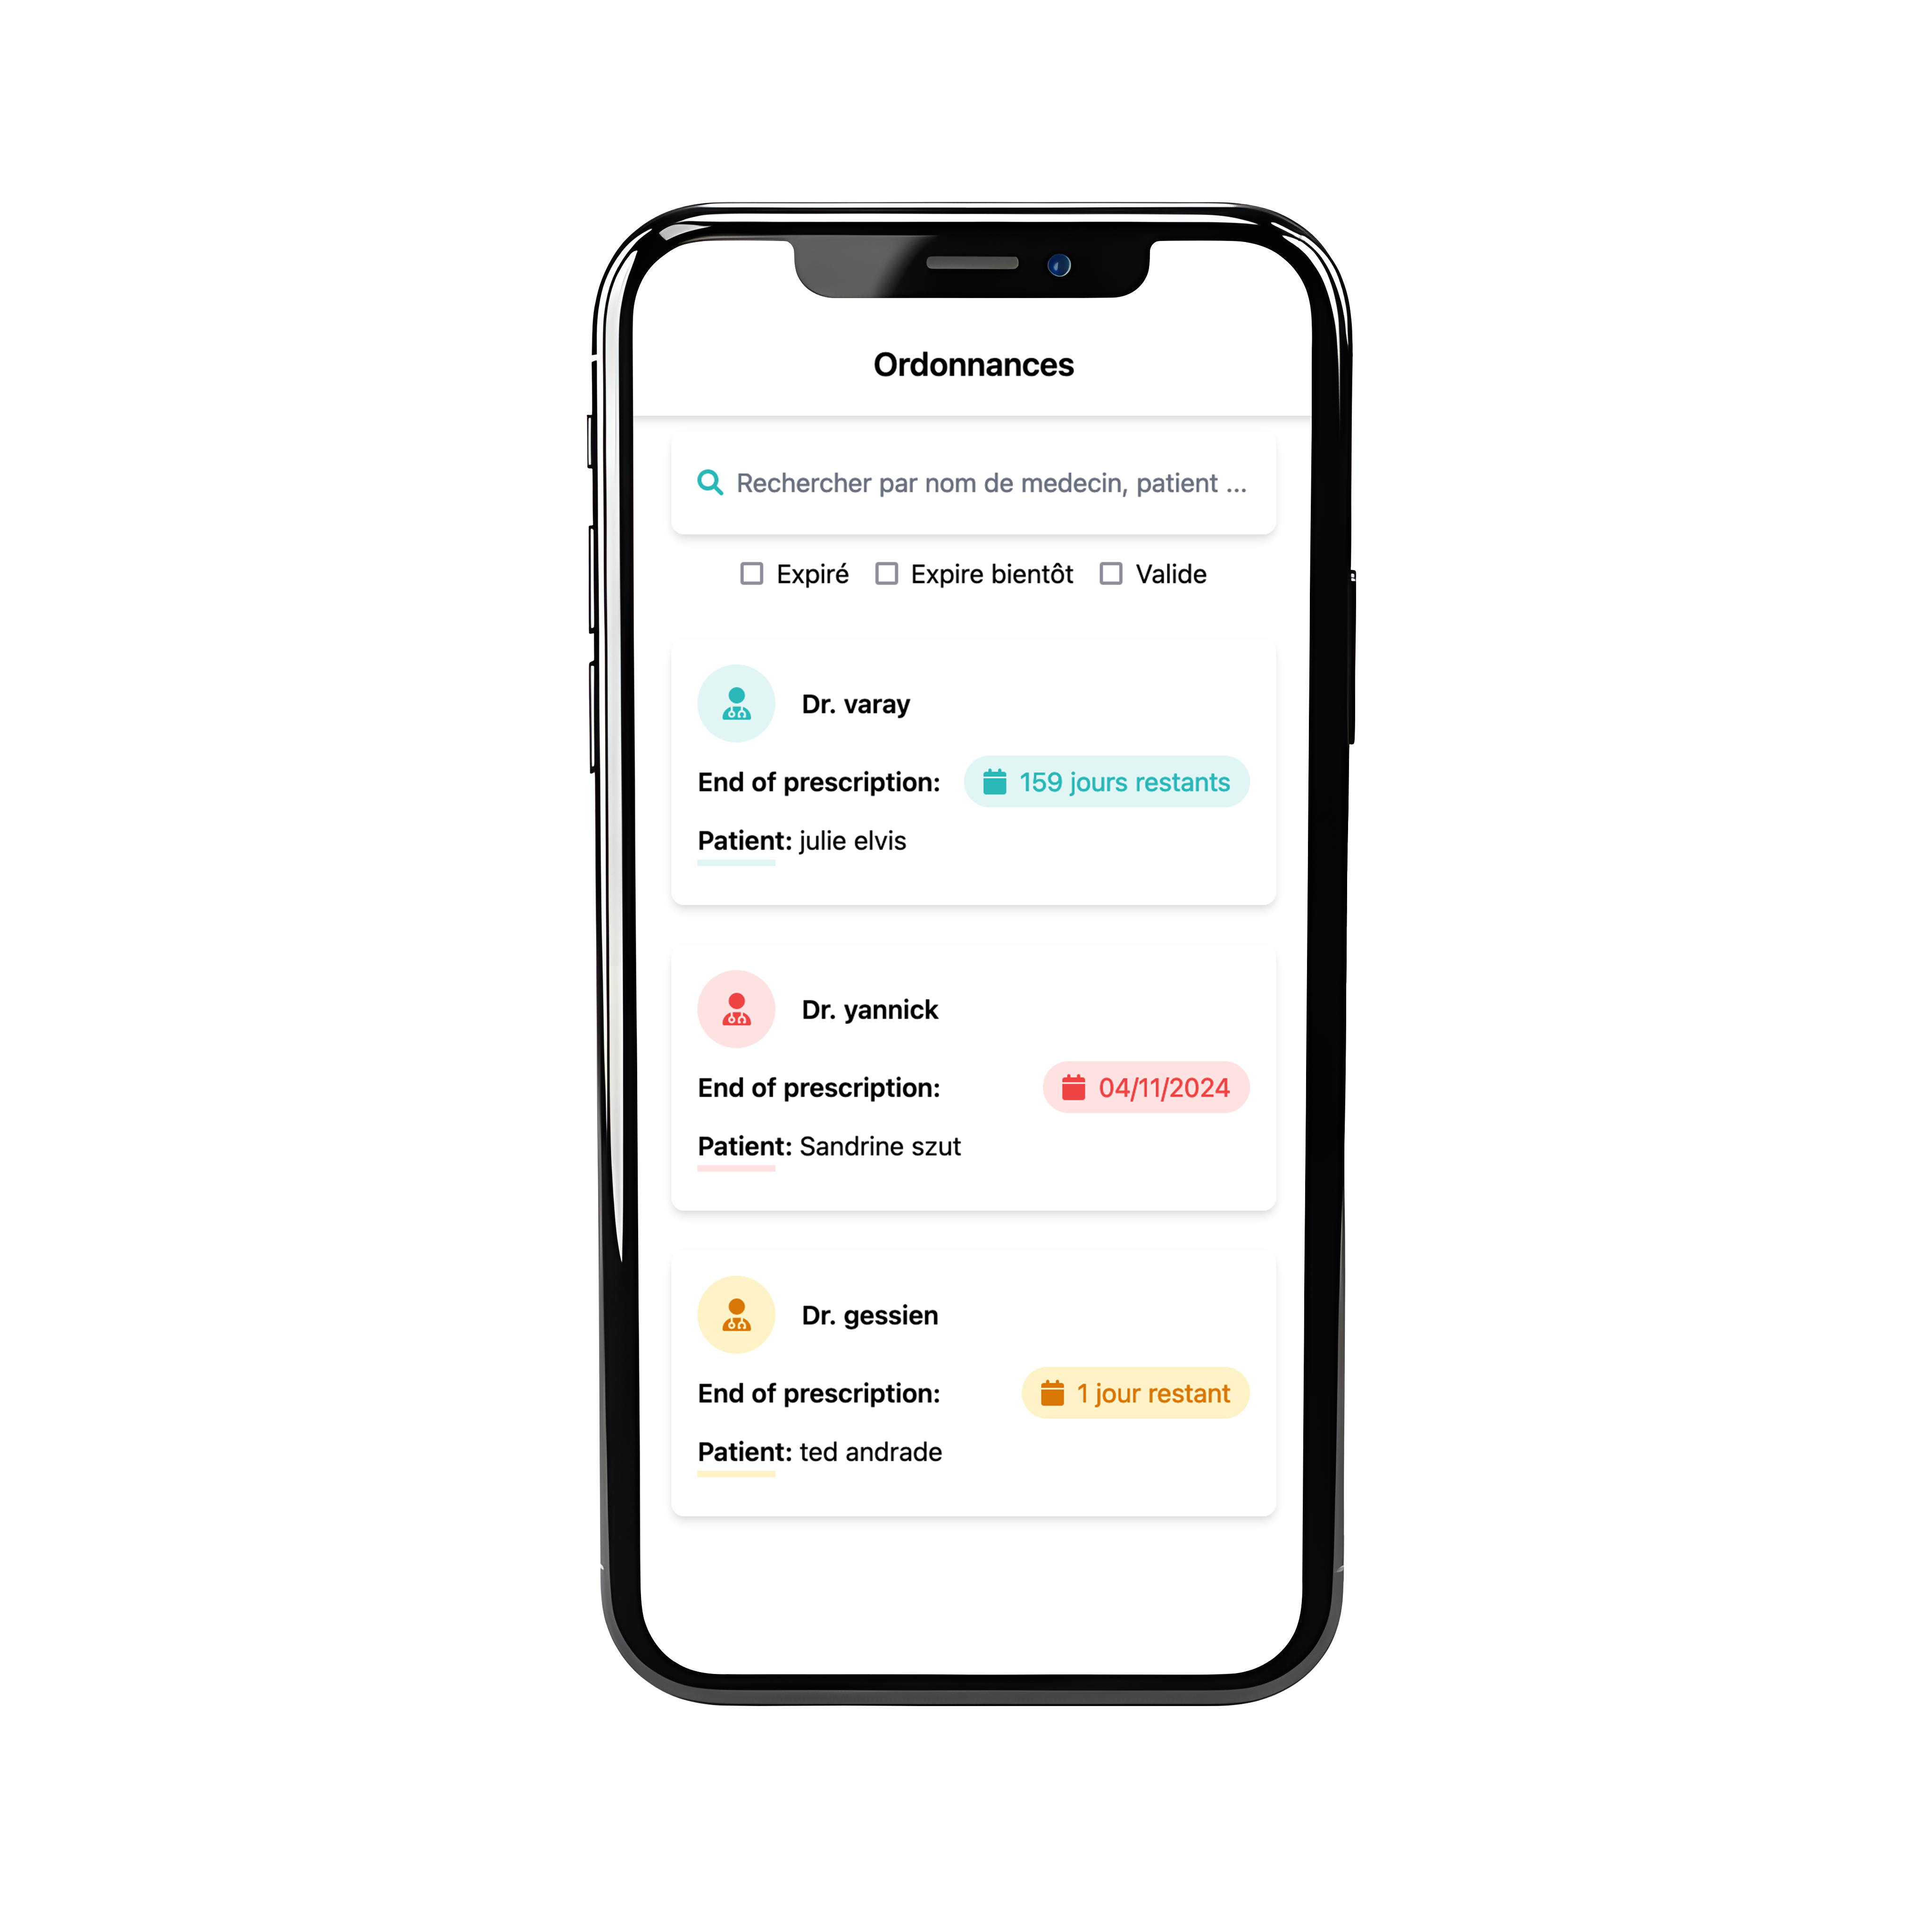 Ordonnances
Rechercher par nom de medecin, patient ...
Expiré Expire bientôt Valide
Dr. varay
End of prescription: 159 jours restants
Patient: julie elvis
Dr. yannick
End of prescription: 04/11/2024
Patient: Sandrine szut
Dr. gessien
End of prescription: 1 jour restant
Patient: ted andrade